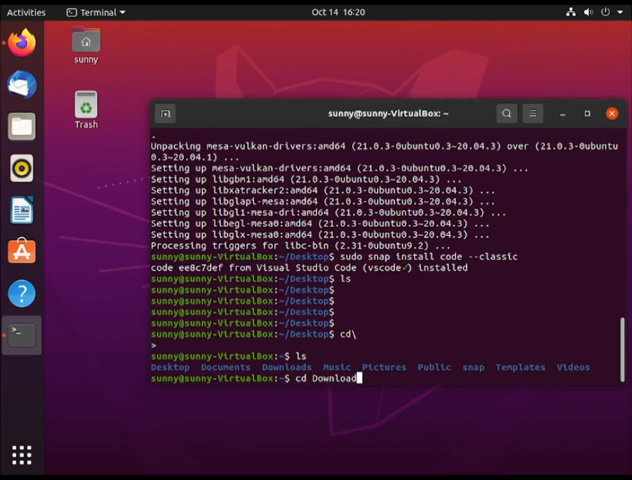 Activities
Terminal
Oct 14 16:20
sunny
Trash
sunny@sunny-VirtualBox: ~
.
Unpacking mesa-vulkan-drivers:amd64 (21.0.3-0ubuntu0.3~20.04.3) over (21.0.3-0ubuntu
0.3~20.04.1) ...
Setting up mesa-vulkan-drivers:amd64 (21.0.3-0ubuntu0.3~20.04.3) ...
Setting up libgbm1:amd64 (21.0.3-0ubuntu0.3~20.04.3) ...
Setting up libxatracker2:amd64 (21.0.3-0ubuntu0.3~20.04.3) ...
Setting up libglapi-mesa:amd64 (21.0.3-0ubuntu0.3~20.04.3) ...
Setting up libgl1-mesa-dri:amd64 (21.0.3-0ubuntu0.3~20.04.3) ...
Setting up libegl-mesa0:amd64 (21.0.3-0ubuntu0.3~20.04.3) ...
Setting up libglx-mesa0:amd64 (21.0.3-0ubuntu0.3~20.04.3) ...
Processing triggers for libc-bin (2.31-0ubuntu9.2) ...
sunny@sunny-VirtualBox:~/Desktop$ sudo snap install code --classic
code ee8c7def from Visual Studio Code (vscode✓) installed
sunny@sunny-VirtualBox:~/Desktop$ ls
sunny@sunny-VirtualBox:~/Desktop$
sunny@sunny-VirtualBox:~/Desktop$
sunny@sunny-VirtualBox:~/Desktop$
sunny@sunny-VirtualBox:~/Desktop$
sunny@sunny-VirtualBox:~/Desktop$ cd\
>
sunny@sunny-VirtualBox:~$ ls
Desktop Documents Downloads Music Pictures Public snap Templates Videos
sunny@sunny-VirtualBox:~$ cd Download